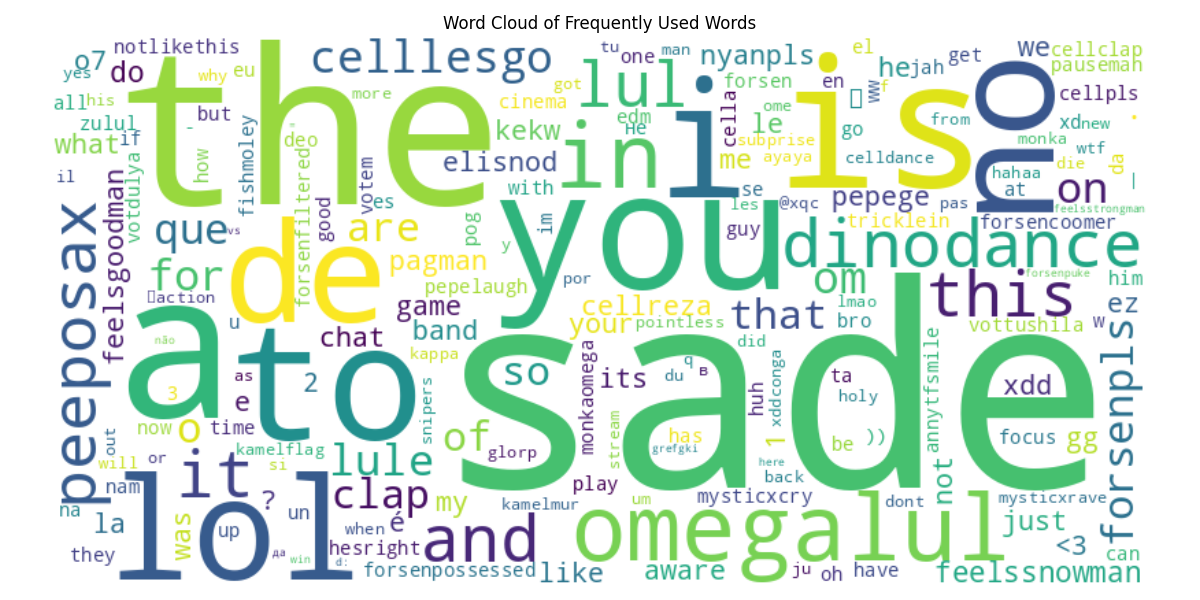 Word Cloud of Frequently Used Words
notlikethis
o7
yes
do
why
eu
celllesgo
tu
one
man
nyanpls
el
we
cellclap
pausemah
all
his
the
more
got
lul
forsen
en
he
jah
get
f
ww
cellpls
zulul
but
cinema
edm
не
cella
i
is
ome
le
go
from
no
xd
new
what
if
-
how
fishmoley
deo
kekw
in
subprise
ayaya
me
celldance
monka
wtf
il
votdulya
elisnod
votem
with
se
les
@xqc
pepege
pas
hahaa
at
on
die
da
|
feelsstrongman
peeposax
feelsgoodman
que
vs
de
forsenfiltered
good
es
are
pog
y
im
you
guy
tricklein
forsencoomer
dinodance
for
action
pagman
pepelaugh
por
om
this
forsenpuke
him
a
u
game
cellreza
your
pointless
that
lmao
bro
vottushila
w
ez
não
chat
band
kappa
did
to
2
as
e
3
so
its
monkaomega
q
du
в
huh
xddconga
ta
holy
sade
annytfsmile
xdd
forsenpls
out
now
o
time
snipers
of
glorp
stream
has
grefgki
1
be
))
focus
gg
will
or
kamelflag
si
lule
here
back
not
nam
it
?
clap
my
play
kamelmur
um
mysticxcry
dont
mysticxrave
na
la
was
lol
up
un
when
é
and
omegalul
just
<3
they
да
win
d:
hesright
forsenpossessed
like
aware
ju
oh
have
feelssnowman
can